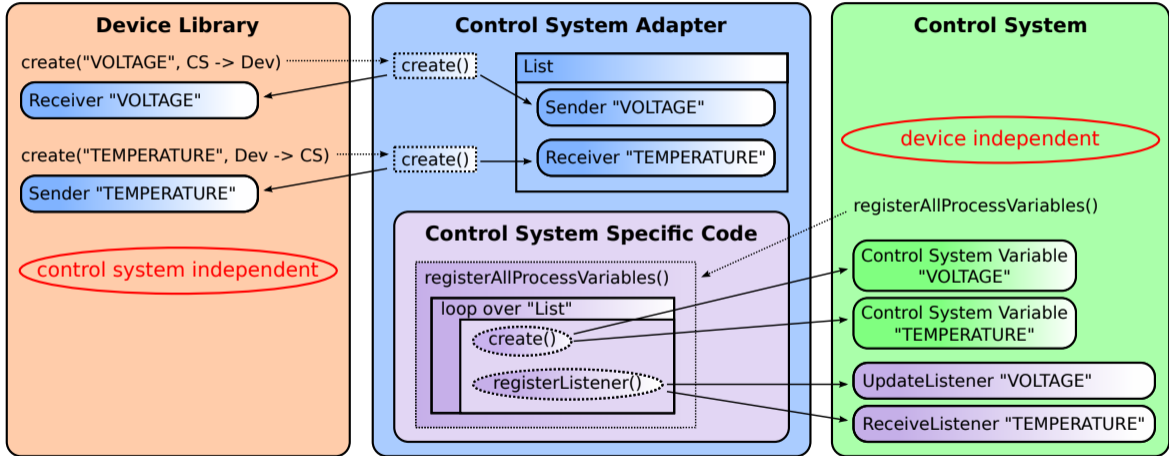 Device Library
create("VOLTAGE", CS -> Dev)
Receiver "VOLTAGE"
create("TEMPERATURE", Dev -> CS)
Sender "TEMPERATURE"
control system independent
Control System Adapter
create()
List
Sender "VOLTAGE"
create()
Receiver "TEMPERATURE"
Control System Specific Code
registerAllProcessVariables()
loop over "List"
create()
registerListener()
Control System
device independent
registerAllProcessVariables()
Control System Variable
"VOLTAGE"
Control System Variable
"TEMPERATURE"
UpdateListener "VOLTAGE"
ReceiveListener "TEMPERATURE"